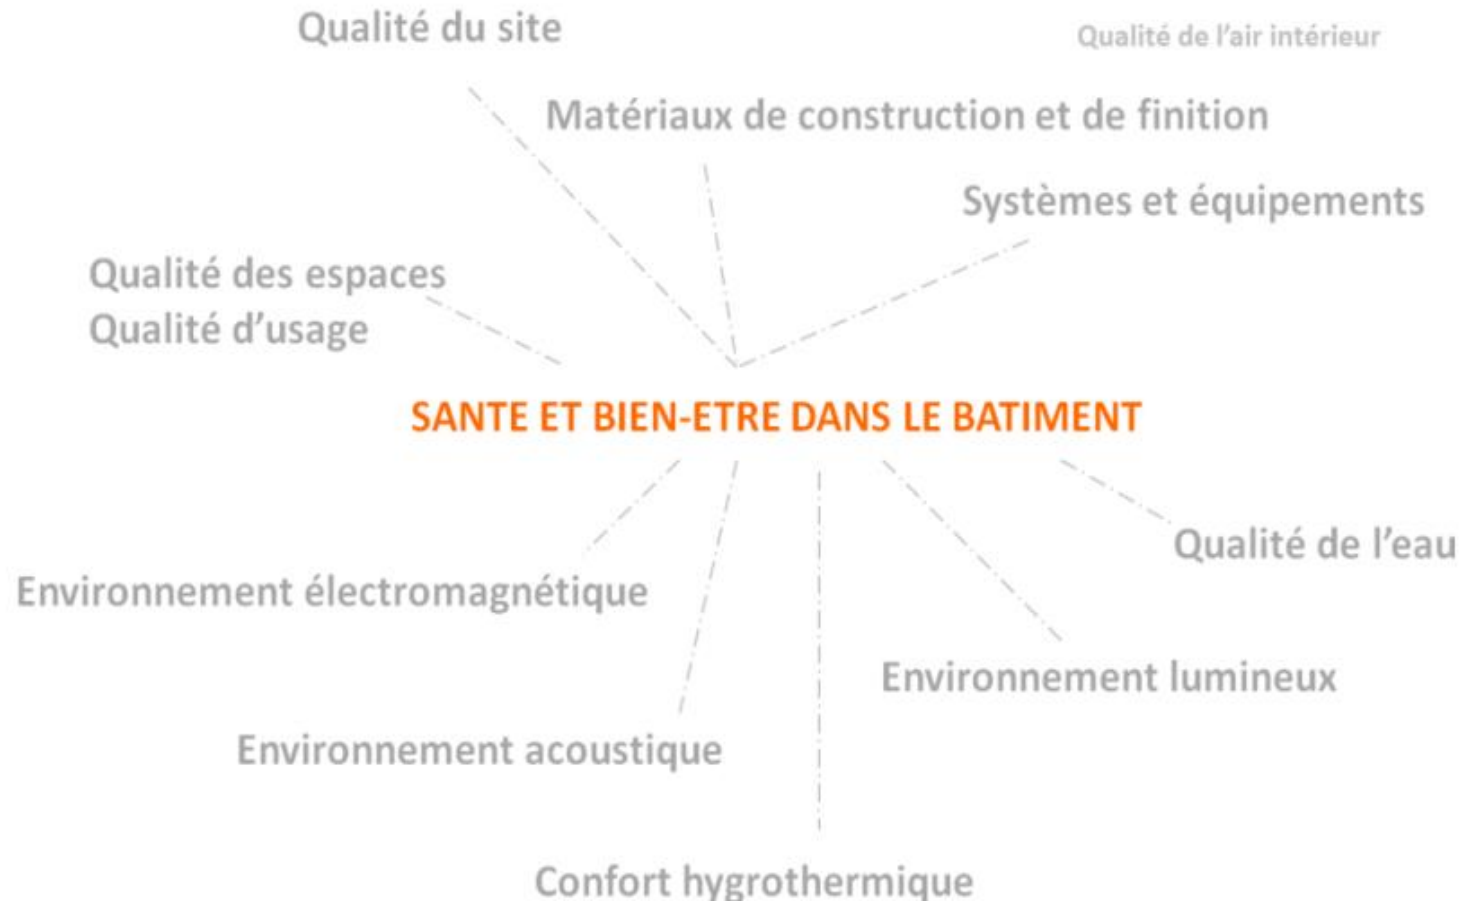 Qualité du site
Qualité de l'air intérieur
Matériaux de construction et de finition
Systèmes et équipements
Qualité des espaces
Qualité d'usage
SANTE ET BIEN-ETRE DANS LE BATIMENT
Qualité de l'eau
Environnement électromagnétique
Environnement lumineux
Environnement acoustique
Confort hygrothermique